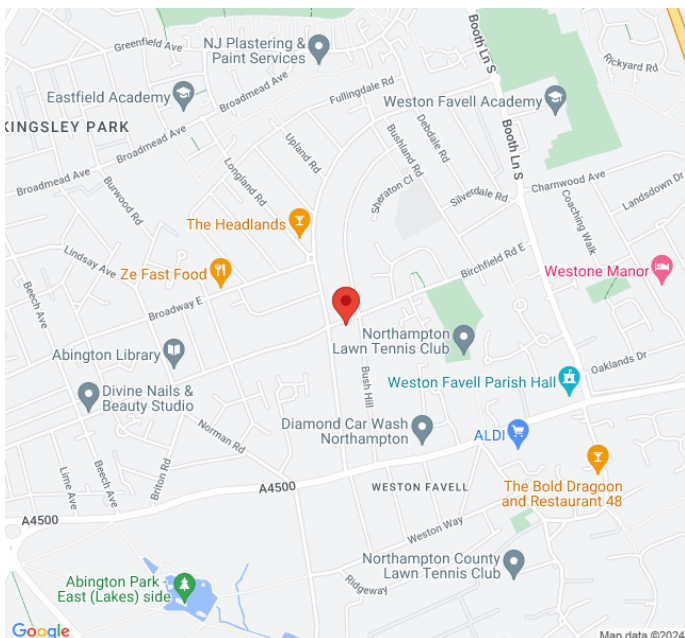 Greenfield Ave
NJ Plastering &
Paint Services
Booth Ln S
Rickyard Rd
Eastfield Academy
Broadmead Ave
Fullingdale Rd
Weston Favell Academy
KINGSLEY PARK
Broadmead Ave
Upland Rd
Bushland Rd
Debdale Rd
Booth Ln S
Broadmead Ave
Longland Rd
Sheraton Cl
Silverdale Rd
Charnwood Ave
Landsdown Dr
Burwood Rd
Coaching Walk
The Headlands
Lindsay Ave
Ze Fast Food
Birchfield Rd E
Westone Manor
Beech Ave
Broadway E
Northampton
Lawn Tennis Club
Abington Library
Bush Hill
Weston Favell Parish Hall
Oaklands Dr
Divine Nails &
Beauty Studio
Norman Rd
Diamond Car Wash
Northampton
ALDI
Lime Ave
Beech Ave
Briton Rd
A4500
WESTON FAVELL
The Bold Dragoon
and Restaurant 48
A4500
Weston Way
Northampton County
Lawn Tennis Club
Ridgeway
Abington Park -
East (Lakes) side
Google
Map data ©2024